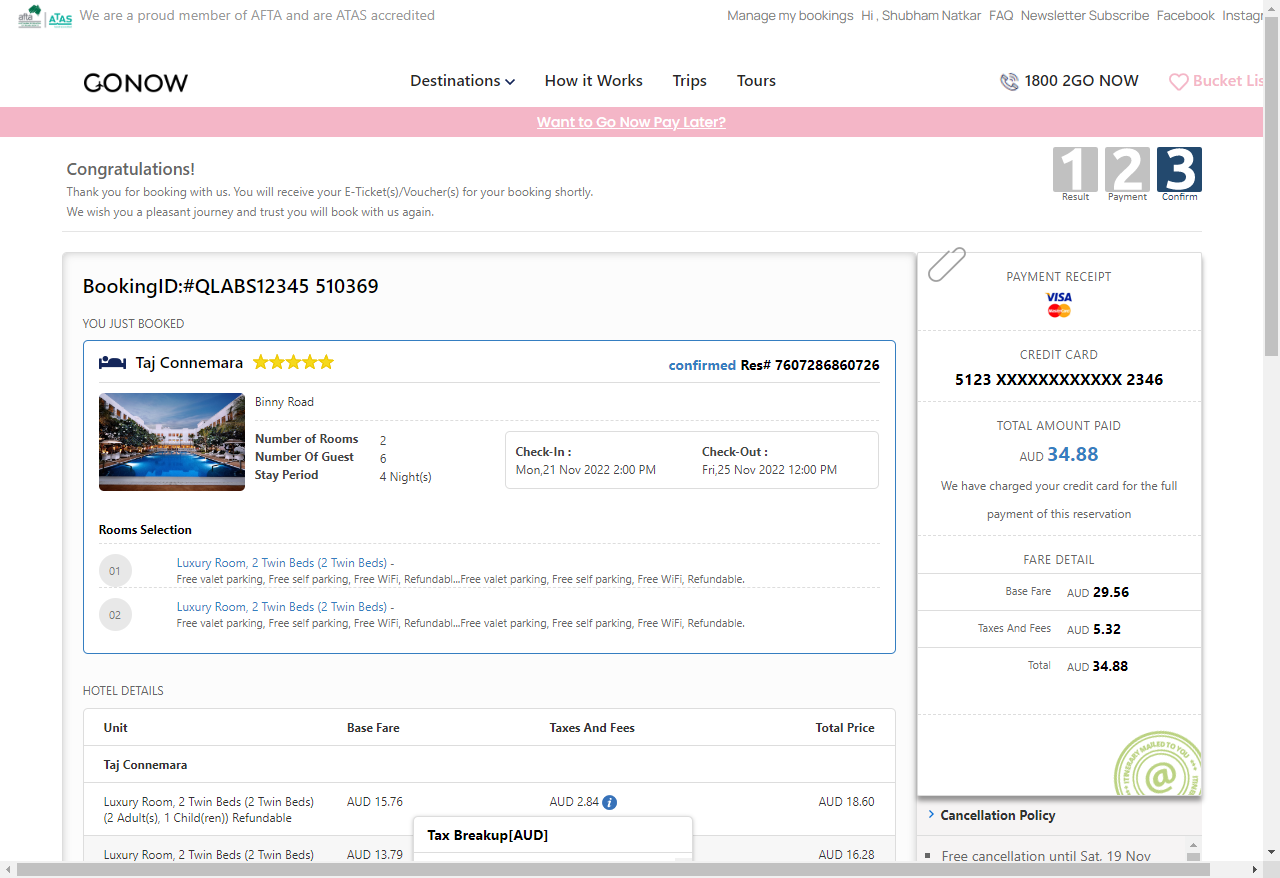 afta ATAS We are a proud member of AFTA and are ATAS accredited
Manage my bookings Hi , Shubham Natkar FAQ Newsletter Subscribe Facebook Instagr
GONOW
Destinations How it Works Trips Tours
1800 2GO NOW Bucket Lis
Want to Go Now Pay Later?
Congratulations!
Thank you for booking with us. You will receive your E-Ticket(s)/Voucher(s) for your booking shortly.
We wish you a pleasant journey and trust you will book with us again.
1 2 3
Result Payment Confirm
BookingID:#QLABS12345 510369
YOU JUST BOOKED
Taj Connemara
confirmed Res# 7607286860726
Binny Road
Number of Rooms 2
Number Of Guest 6
Stay Period 4 Night(s)
Check-In :
Mon,21 Nov 2022 2:00 PM
Check-Out :
Fri,25 Nov 2022 12:00 PM
Rooms Selection
01
Luxury Room, 2 Twin Beds (2 Twin Beds) -
Free valet parking, Free self parking, Free WiFi, Refundabl...Free valet parking, Free self parking, Free WiFi, Refundable.
02
Luxury Room, 2 Twin Beds (2 Twin Beds) -
Free valet parking, Free self parking, Free WiFi, Refundabl...Free valet parking, Free self parking, Free WiFi, Refundable.
HOTEL DETAILS
Unit Base Fare Taxes And Fees Total Price
Taj Connemara
Luxury Room, 2 Twin Beds (2 Twin Beds) AUD 15.76 AUD 2.84 i AUD 18.60
(2 Adult(s), 1 Child(ren)) Refundable
Luxury Room, 2 Twin Beds (2 Twin Beds) AUD 13.79 AUD 16.28
Tax Breakup[AUD]
PAYMENT RECEIPT
VISA
MasterCard
CREDIT CARD
5123 XXXXXXXXXXXX 2346
TOTAL AMOUNT PAID
AUD 34.88
We have charged your credit card for the full
payment of this reservation
FARE DETAIL
Base Fare AUD 29.56
Taxes And Fees AUD 5.32
Total AUD 34.88
ITINERARY MAILED TO YOU
@
Cancellation Policy
Free cancellation until Sat, 19 Nov